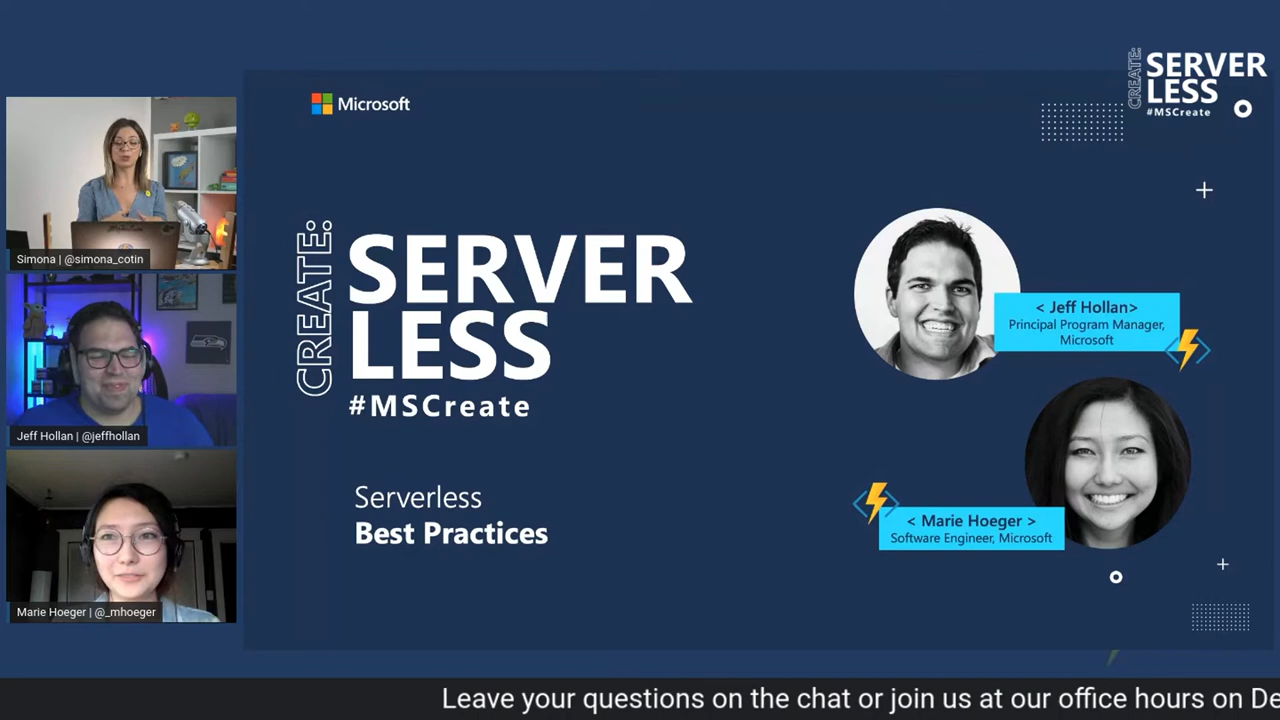 Microsoft
CREATE:
SERVER
LESS
#MSCreate
CREATE:
SERVER
LESS
#MSCreate
Serverless
Best Practices
< Jeff Hollan>
Principal Program Manager,
Microsoft
< Marie Hoeger >
Software Engineer, Microsoft
Simona | @simona_cotin
Jeff Hollan | @jeffhollan
Marie Hoeger | @_mhoeger
Leave your questions on the chat or join us at our office hours on De